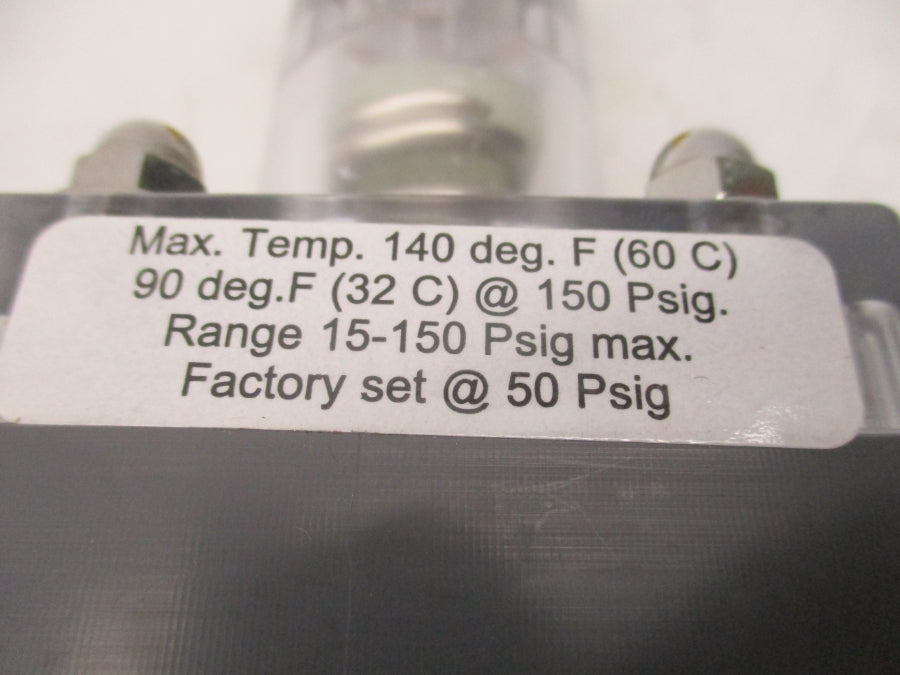 Max. Temp. 140 deg. F (60 C)
90 deg.F (32 C) @ 150 Psig.
Range 15-150 Psig max.
Factory set @ 50 Psig